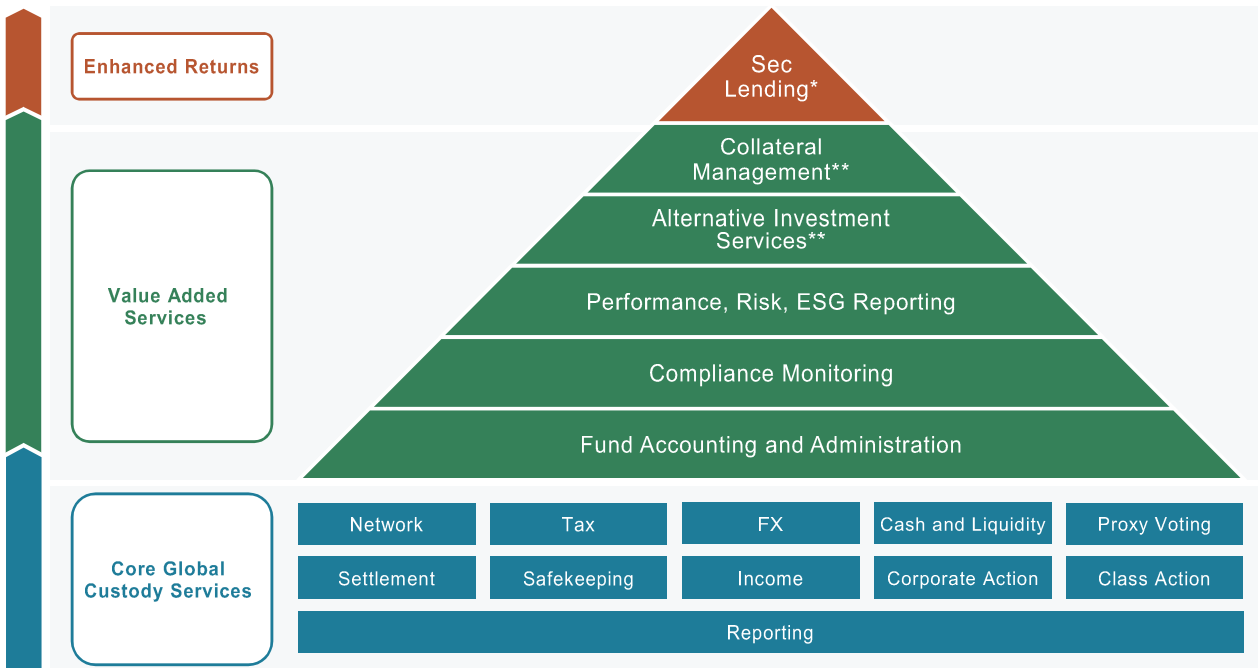 Enhanced Returns
Sec
Lending*
Collateral
Management**
Alternative Investment
Services**
Value Added
Services
Performance, Risk, ESG Reporting
Compliance Monitoring
Fund Accounting and Administration
Core Global
Custody Services
Network
Tax
FX
Cash and Liquidity
Proxy Voting
Settlement
Safekeeping
Income
Corporate Action
Class Action
Reporting